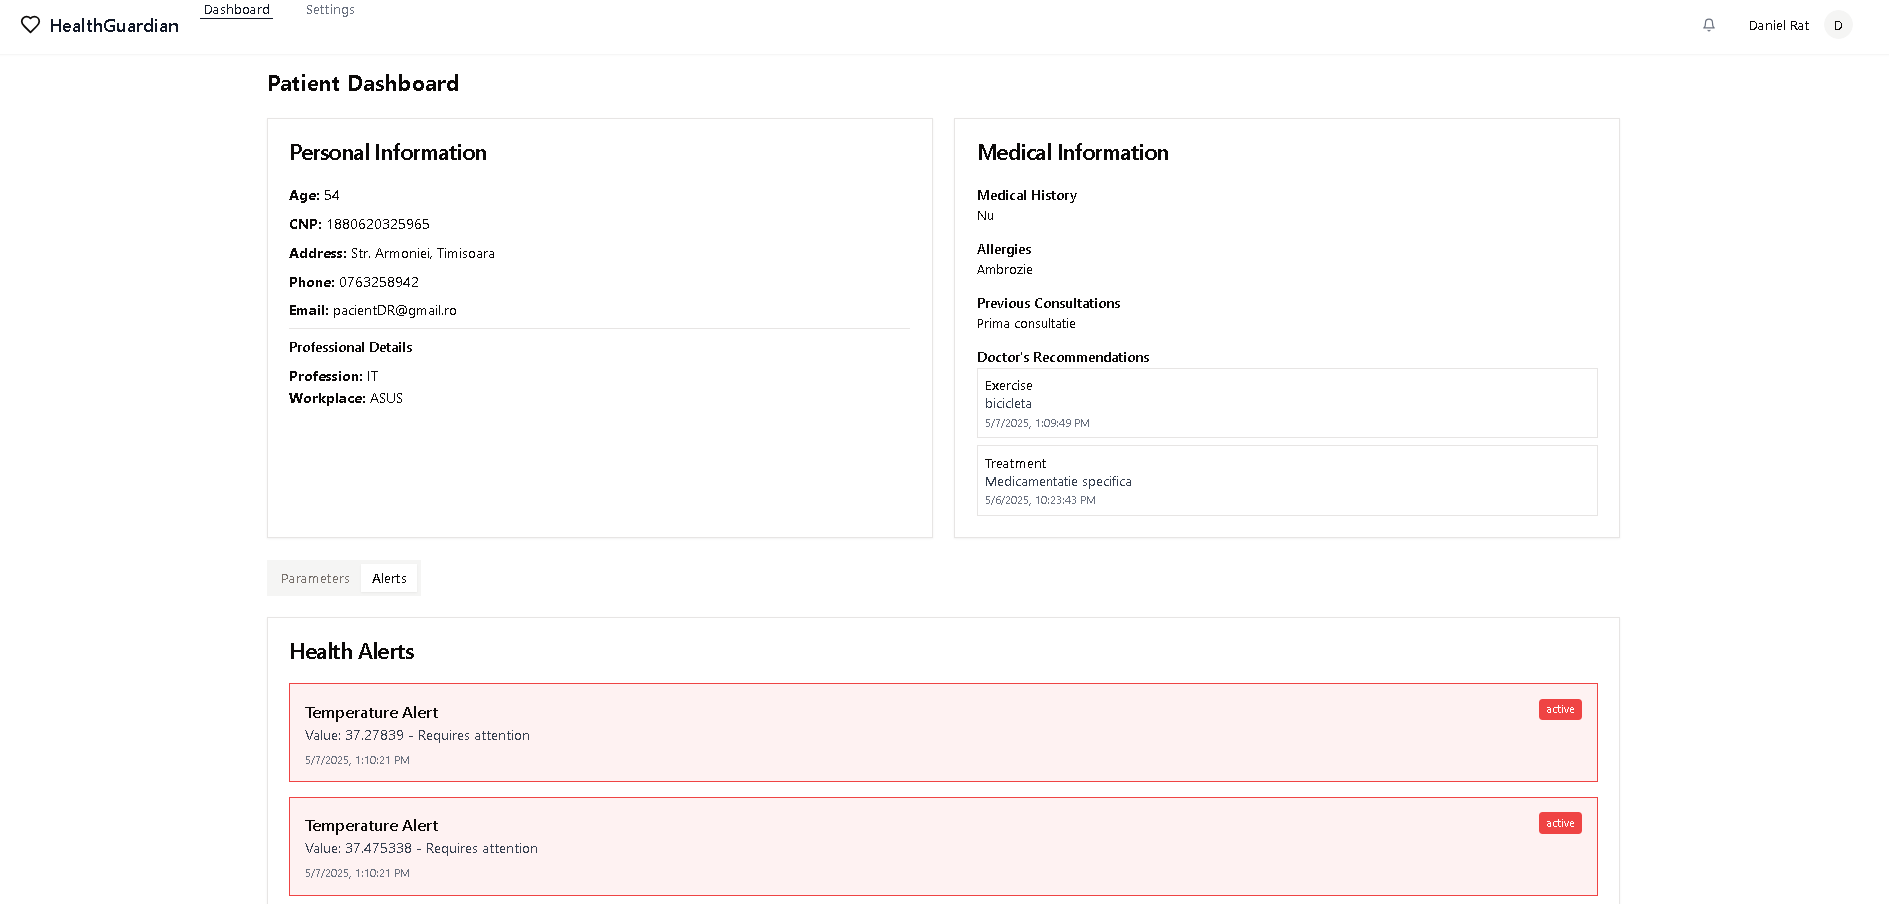 HealthGuardian
Dashboard
Settings
Daniel Rat
D
Patient Dashboard
Personal Information
Age: 54
CNP: 1880620325965
Address: Str. Armoniei, Timisoara
Phone: 0763258942
Email: pacientDR@gmail.ro
Professional Details
Profession: IT
Workplace: ASUS
Medical Information
Medical History
Nu
Allergies
Ambrozie
Previous Consultations
Prima consultatie
Doctor's Recommendations
Exercise
bicicleta
5/7/2025, 1:09:49 PM
Treatment
Medicamentatie specifica
5/6/2025, 10:23:43 PM
Parameters
Alerts
Health Alerts
Temperature Alert
active
Value: 37.27839 - Requires attention
5/7/2025, 1:10:21 PM
Temperature Alert
active
Value: 37.475338 - Requires attention
5/7/2025, 1:10:21 PM